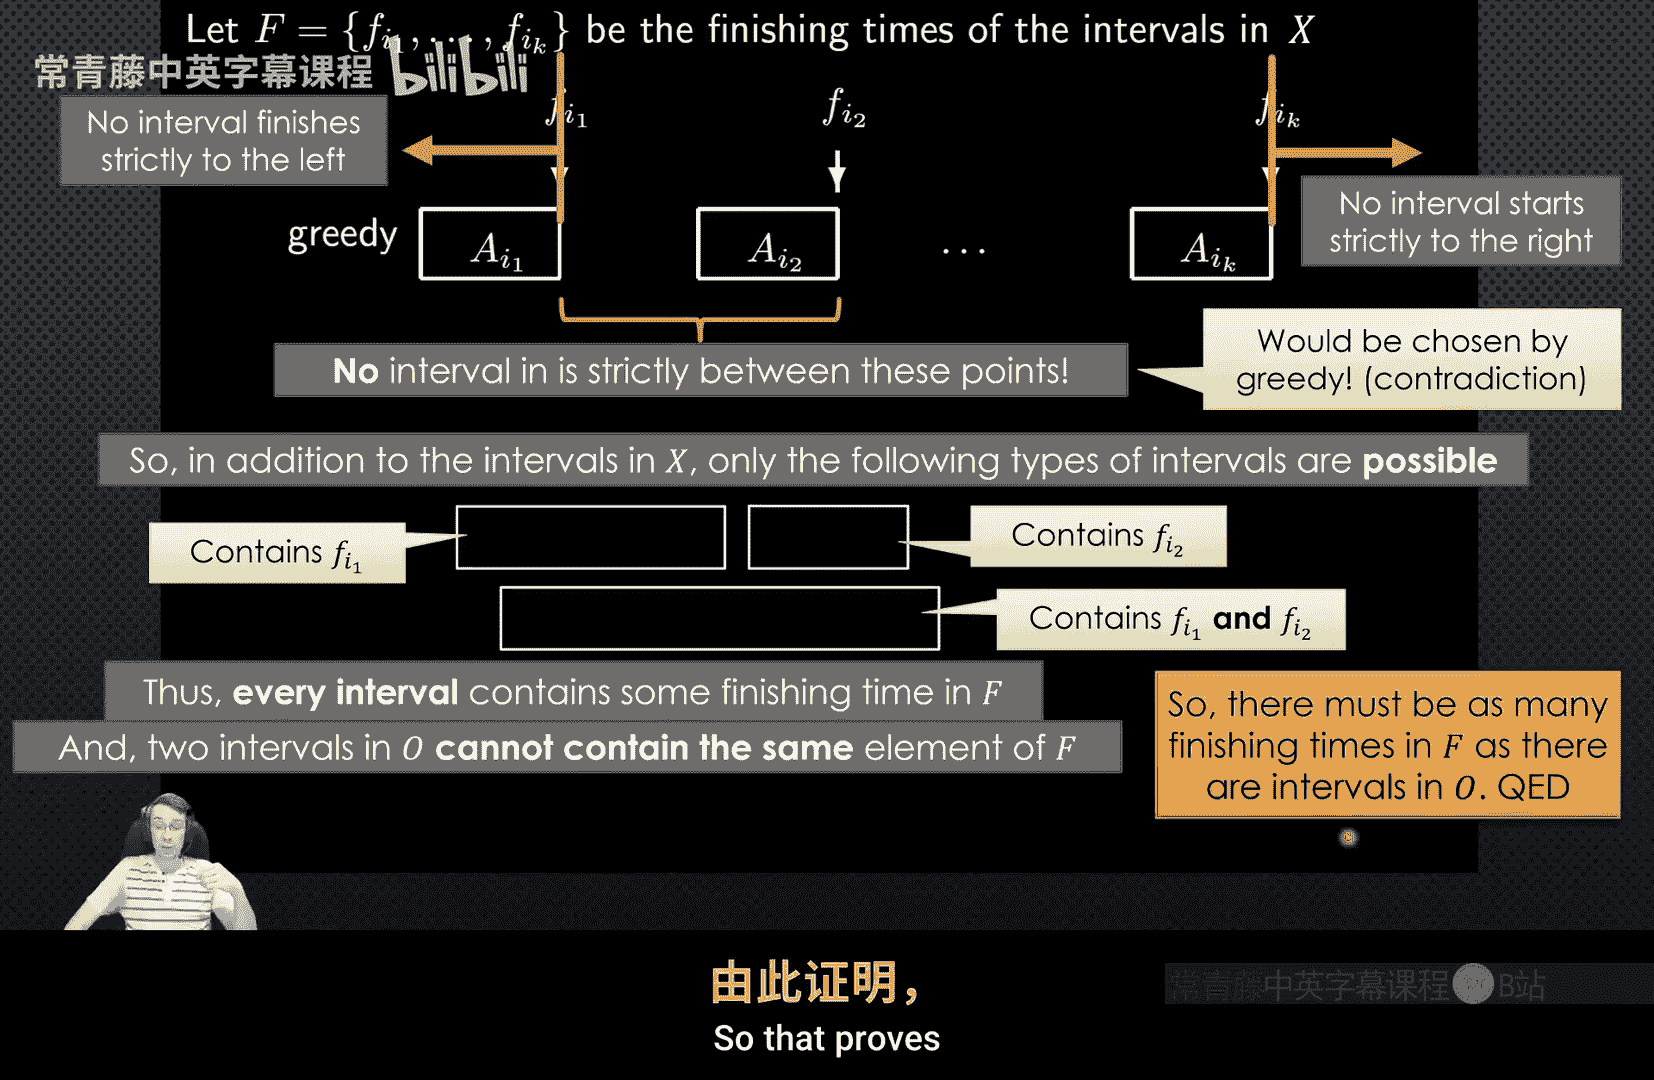 Let F = {f_{i_1}, ..., f_{i_k}} be the finishing times of the intervals in X
常青藤中英字幕课程 bilibili
f_{i_1}
f_{i_2}
f_{i_k}
No interval finishes
strictly to the left
No interval starts
strictly to the right
greedy
A_{i_1}
A_{i_2}
...
A_{i_k}
No interval in is strictly between these points!
Would be chosen by
greedy! (contradiction)
So, in addition to the intervals in X, only the following types of intervals are possible
Contains f_{i_1}
Contains f_{i_2}
Contains f_{i_1} and f_{i_2}
Thus, every interval contains some finishing time in F
And, two intervals in O cannot contain the same element of F
So, there must be as many
finishing times in F as there
are intervals in O. QED
由此证明，
So that proves
常青藤中英字幕课程 B站